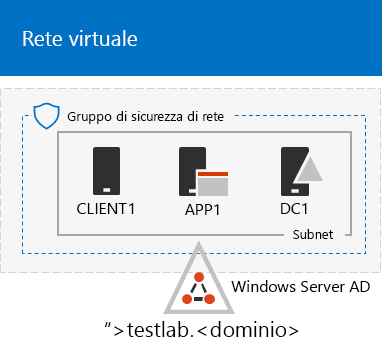 Rete virtuale
Gruppo di sicurezza di rete
CLIENT1 APP1 DC1
Subnet
Windows Server AD
“>testlab.<dominio>